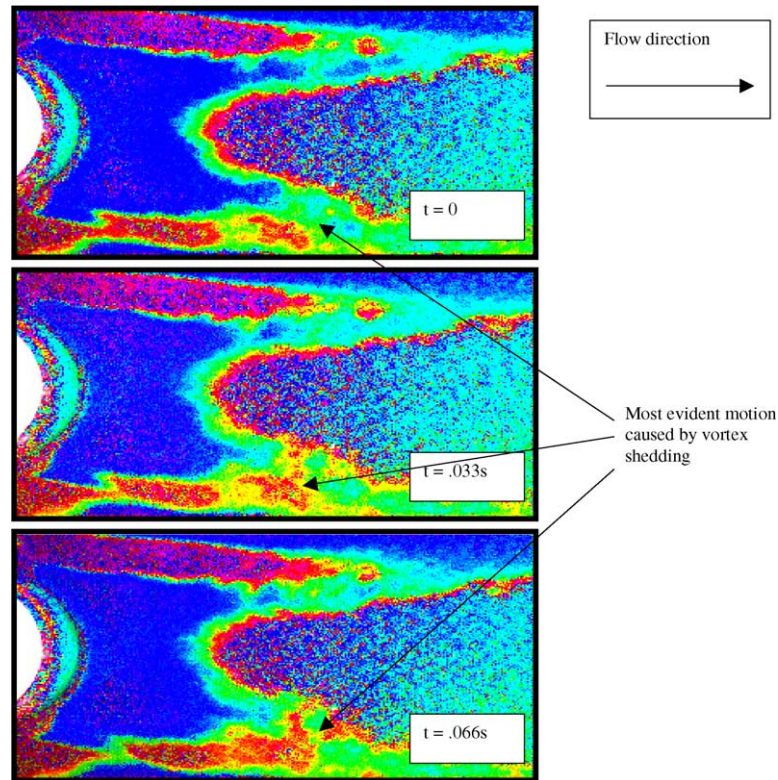 Flow direction
t = 0
t = .033s
Most evident motion
caused by vortex
shedding
t = .066s